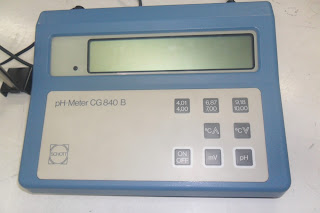 pH-Meter CG 840 B
4,01
4,00
6,87
7,00
9,18
10,00
°C∧
°C∨
SCHOTT
ON
OFF
mV
pH